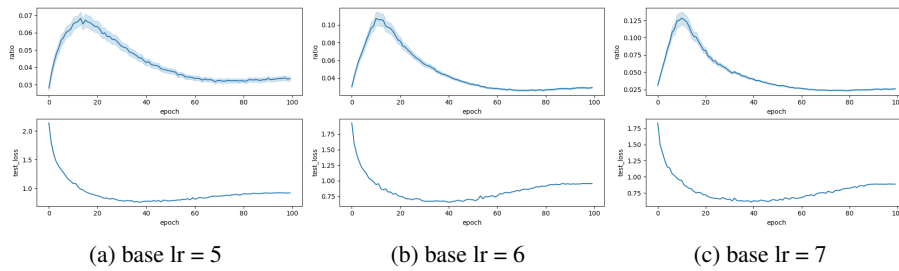 0.07
0.06
0.05
0.04
0.03
ratio
0 20 40 60 80 100
epoch
2.0
1.5
1.0
test_loss
0 20 40 60 80 100
epoch
(a) base lr = 5
0.10
0.08
0.06
0.04
ratio
0 20 40 60 80 100
epoch
1.75
1.50
1.25
1.00
0.75
test_loss
0 20 40 60 80 100
epoch
(b) base lr = 6
0.125
0.100
0.075
0.050
0.025
ratio
0 20 40 60 80 100
epoch
1.75
1.50
1.25
1.00
0.75
test_loss
0 20 40 60 80 100
epoch
(c) base lr = 7